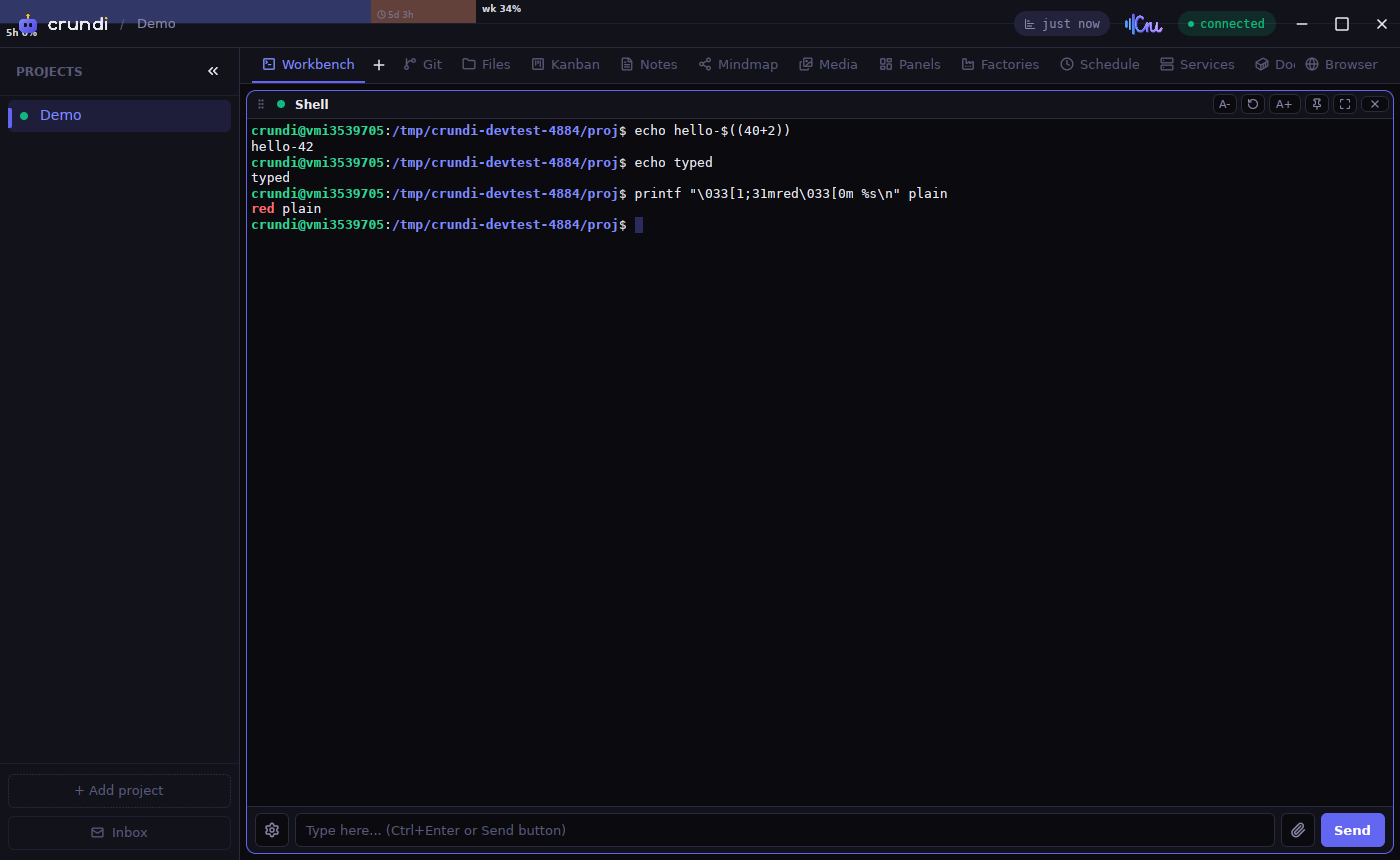 5d 3h
wk 34%
crundi / Demo
just now
Cru
connected
PROJECTS
Workbench
Git
Files
Kanban
Notes
Mindmap
Media
Panels
Factories
Schedule
Services
Browser
Demo
Shell
A-
A+
crundi@vmi3539705:/tmp/crundi-devtest-4884/proj$ echo hello-$((40+2))
hello-42
crundi@vmi3539705:/tmp/crundi-devtest-4884/proj$ echo typed
typed
crundi@vmi3539705:/tmp/crundi-devtest-4884/proj$ printf "\033[1;31mred\033[0m %s\n" plain
red plain
crundi@vmi3539705:/tmp/crundi-devtest-4884/proj$
+ Add project
Inbox
Type here... (Ctrl+Enter or Send button)
Send